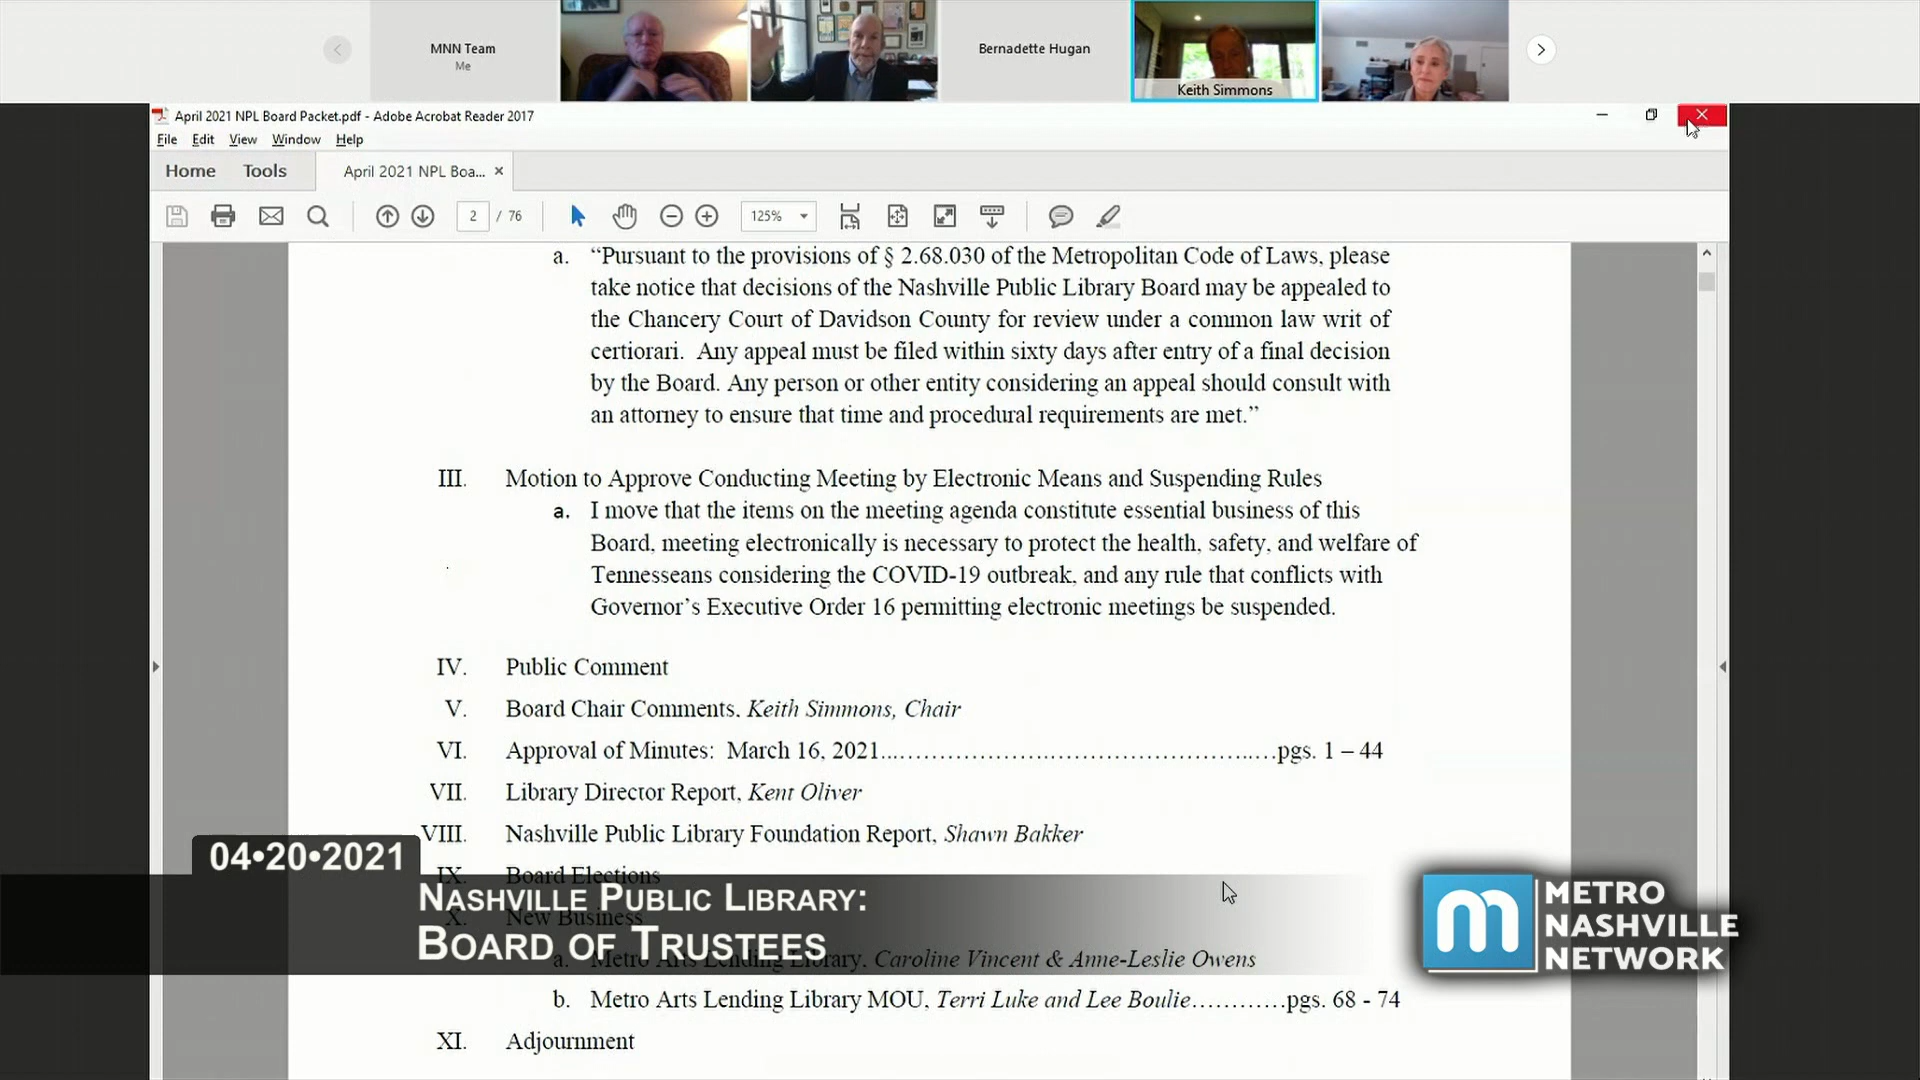 MNN Team
Me
Bernadette Hugan
Keith Simmons
April 2021 NPL Board Packet.pdf - Adobe Acrobat Reader 2017
File Edit View Window Help
Home Tools April 2021 NPL Boa...
2 / 76 125%
a. “Pursuant to the provisions of § 2.68.030 of the Metropolitan Code of Laws, please
take notice that decisions of the Nashville Public Library Board may be appealed to
the Chancery Court of Davidson County for review under a common law writ of
certiorari. Any appeal must be filed within sixty days after entry of a final decision
by the Board. Any person or other entity considering an appeal should consult with
an attorney to ensure that time and procedural requirements are met.”
III. Motion to Approve Conducting Meeting by Electronic Means and Suspending Rules
a. I move that the items on the meeting agenda constitute essential business of this
Board, meeting electronically is necessary to protect the health, safety, and welfare of
Tennesseans considering the COVID-19 outbreak, and any rule that conflicts with
Governor’s Executive Order 16 permitting electronic meetings be suspended.
IV. Public Comment
V. Board Chair Comments, Keith Simmons, Chair
VI. Approval of Minutes: March 16, 2021...............................................pgs. 1 – 44
VII. Library Director Report, Kent Oliver
VIII. Nashville Public Library Foundation Report, Shawn Bakker
IX. Board Elections
X. New Business
a. Metro Arts Lending Library, Caroline Vincent & Anne-Leslie Owens
b. Metro Arts Lending Library MOU, Terri Luke and Lee Boulie............pgs. 68 - 74
XI. Adjournment
04•20•2021
NASHVILLE PUBLIC LIBRARY:
BOARD OF TRUSTEES
m METRO
NASHVILLE
NETWORK